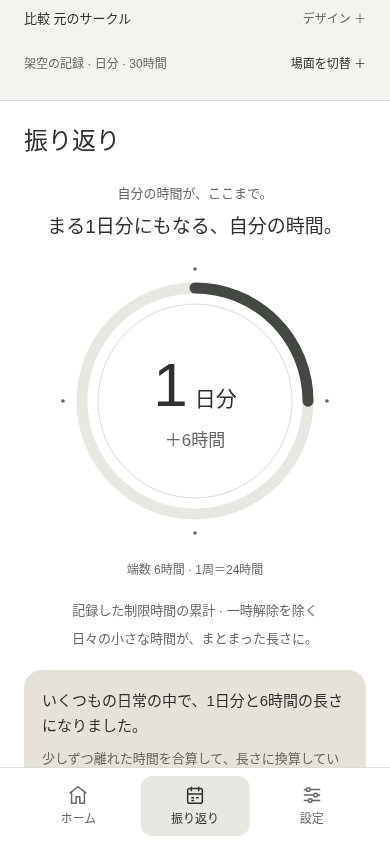 比較 元のサークル
デザイン ＋
架空の記録 · 日分 · 30時間
場面を切替 ＋
振り返り
自分の時間が、ここまで。
まる1日分にもなる、自分の時間。
1 日分
＋6時間
端数 6時間 · 1周＝24時間
記録した制限時間の累計 · 一時解除を除く
日々の小さな時間が、まとまった長さに。
いくつもの日常の中で、1日分と6時間の長さ
になりました。
少しずつ離れた時間を合算して、長さに換算してい
ホーム
振り返り
設定